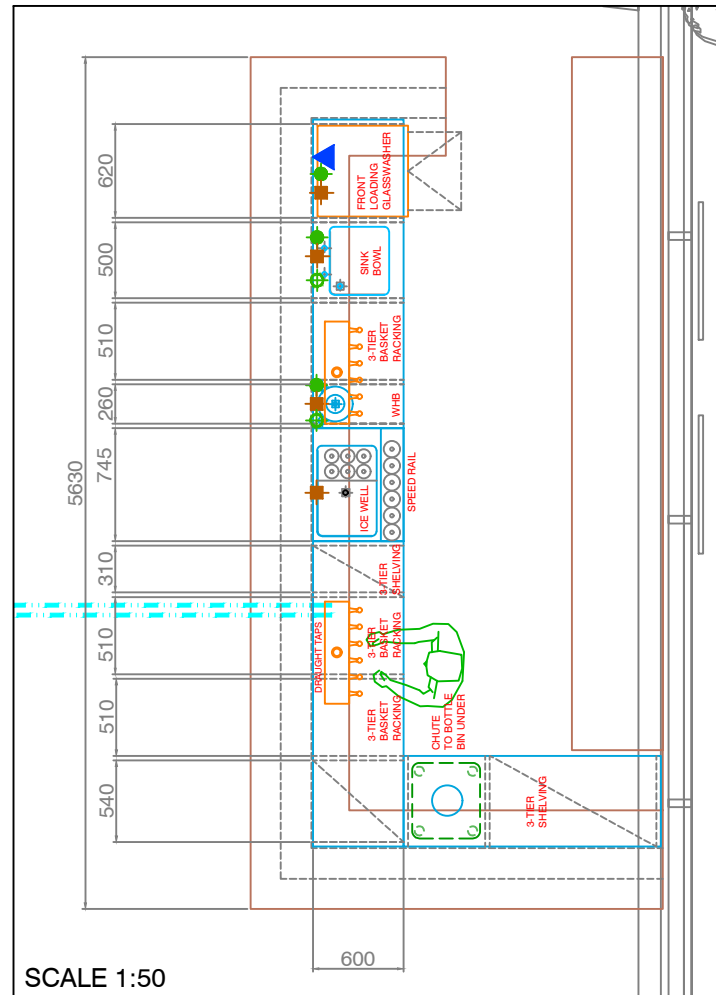 620
500
510
260
745
310
510
510
540
5630
600
FRONT
LOADING
GLASSWASHER
SINK
BOWL
3-TIER
BASKET
RACKING
WHB
SPEED RAIL
ICE WELL
3-TIER
SHELVING
DRAUGHT TAPS
3-TIER
BASKET
RACKING
3-TIER
BASKET
RACKING
CHUTE
TO BOTTLE
BIN UNDER
3-TIER
SHELVING
SCALE 1:50